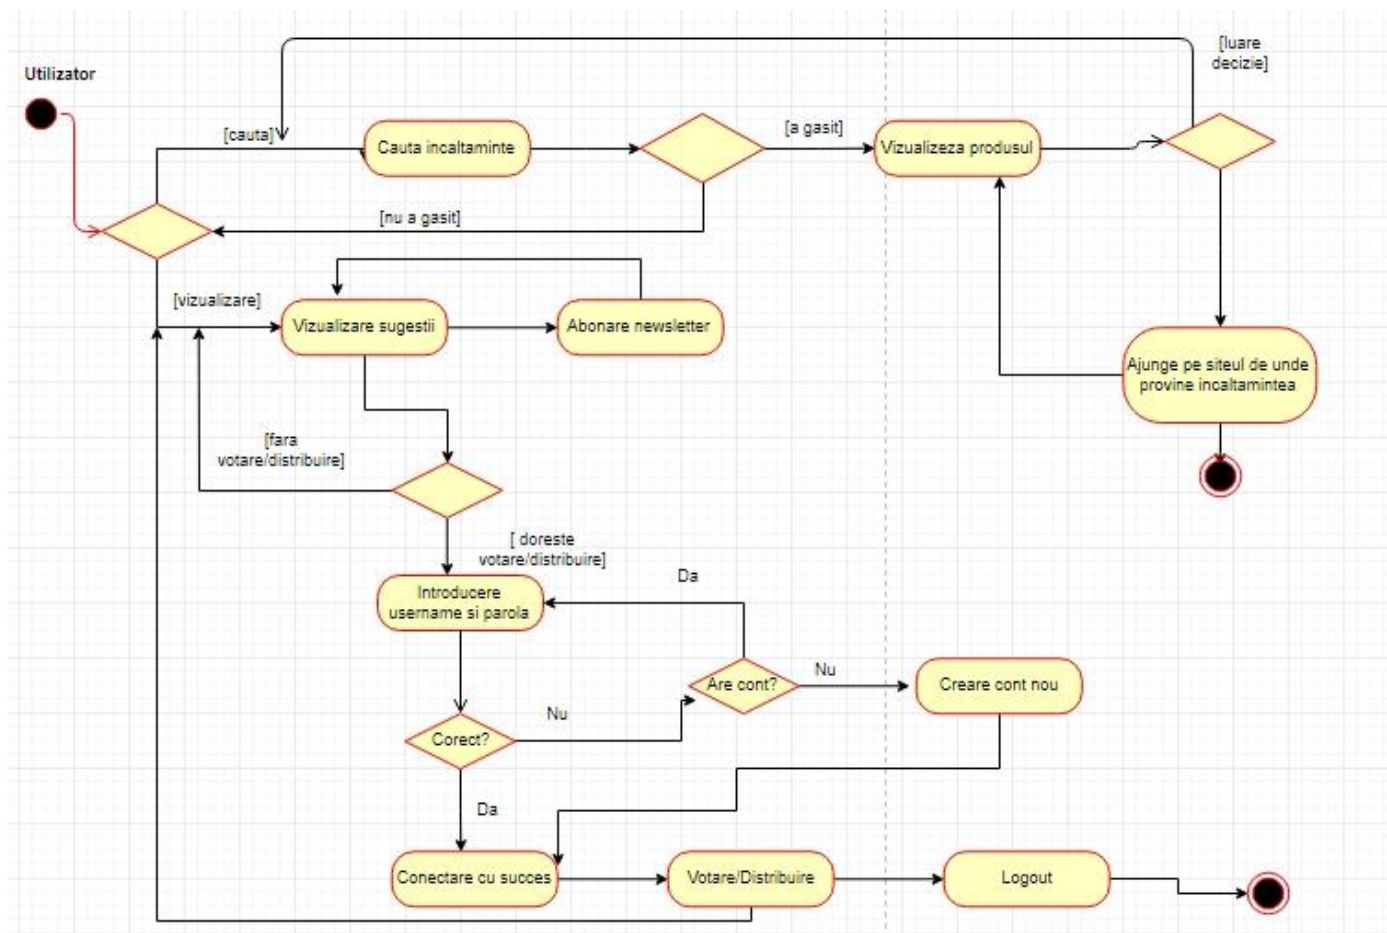 [luare
decizie]
Utilizator
[cauta]
Cauta incaltaminte
[a gasit]
Vizualizeza produsul
[nu a gasit]
[vizualizare]
Vizualizare sugestii
Abonare newsletter
Ajunge pe siteul de unde
provine incaltamintea
[fara
votare/distribuire]
[ doreste
votare/distribuire]
Introducere
username si parola
Da
Are cont?
Nu
Creare cont nou
Nu
Corect?
Da
Conectare cu succes
Votare/Distribuire
Logout